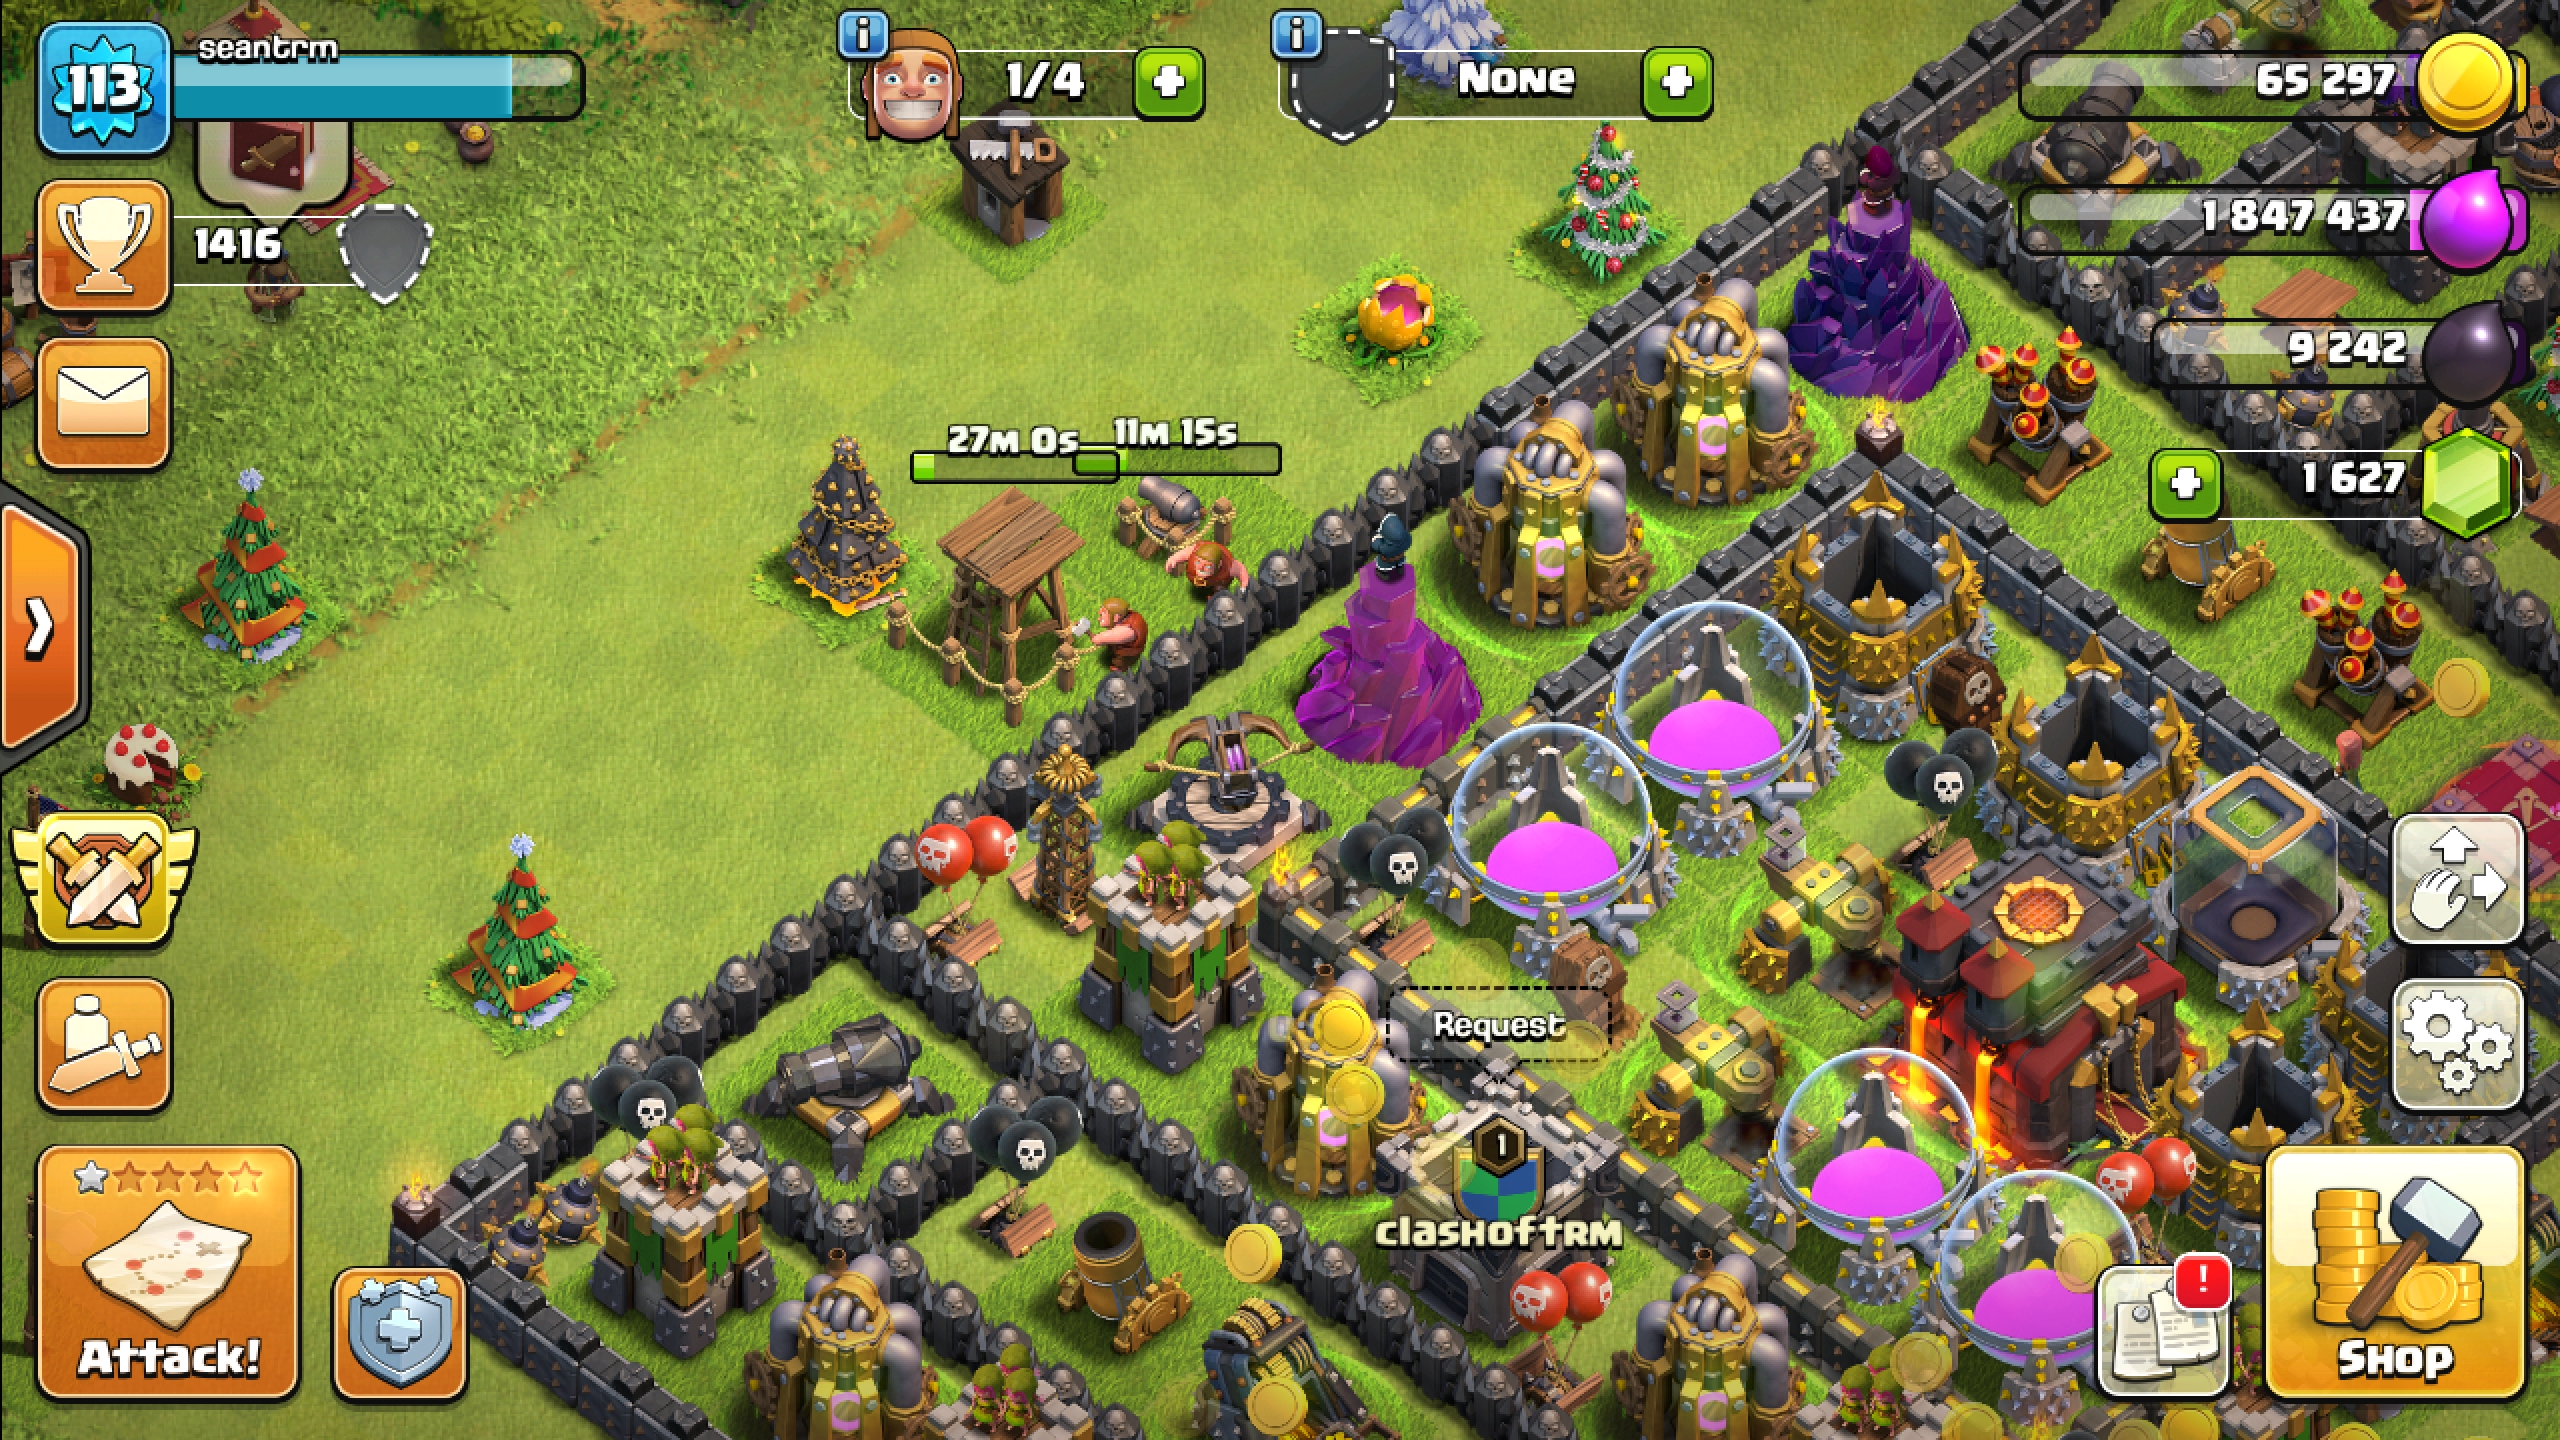 113
seantrm
1/4
None
65 297
1416
1 847 437
9 242
27m 0s
11m 15s
1 627
Request
1
clashoftrm
!
Attack!
Shop